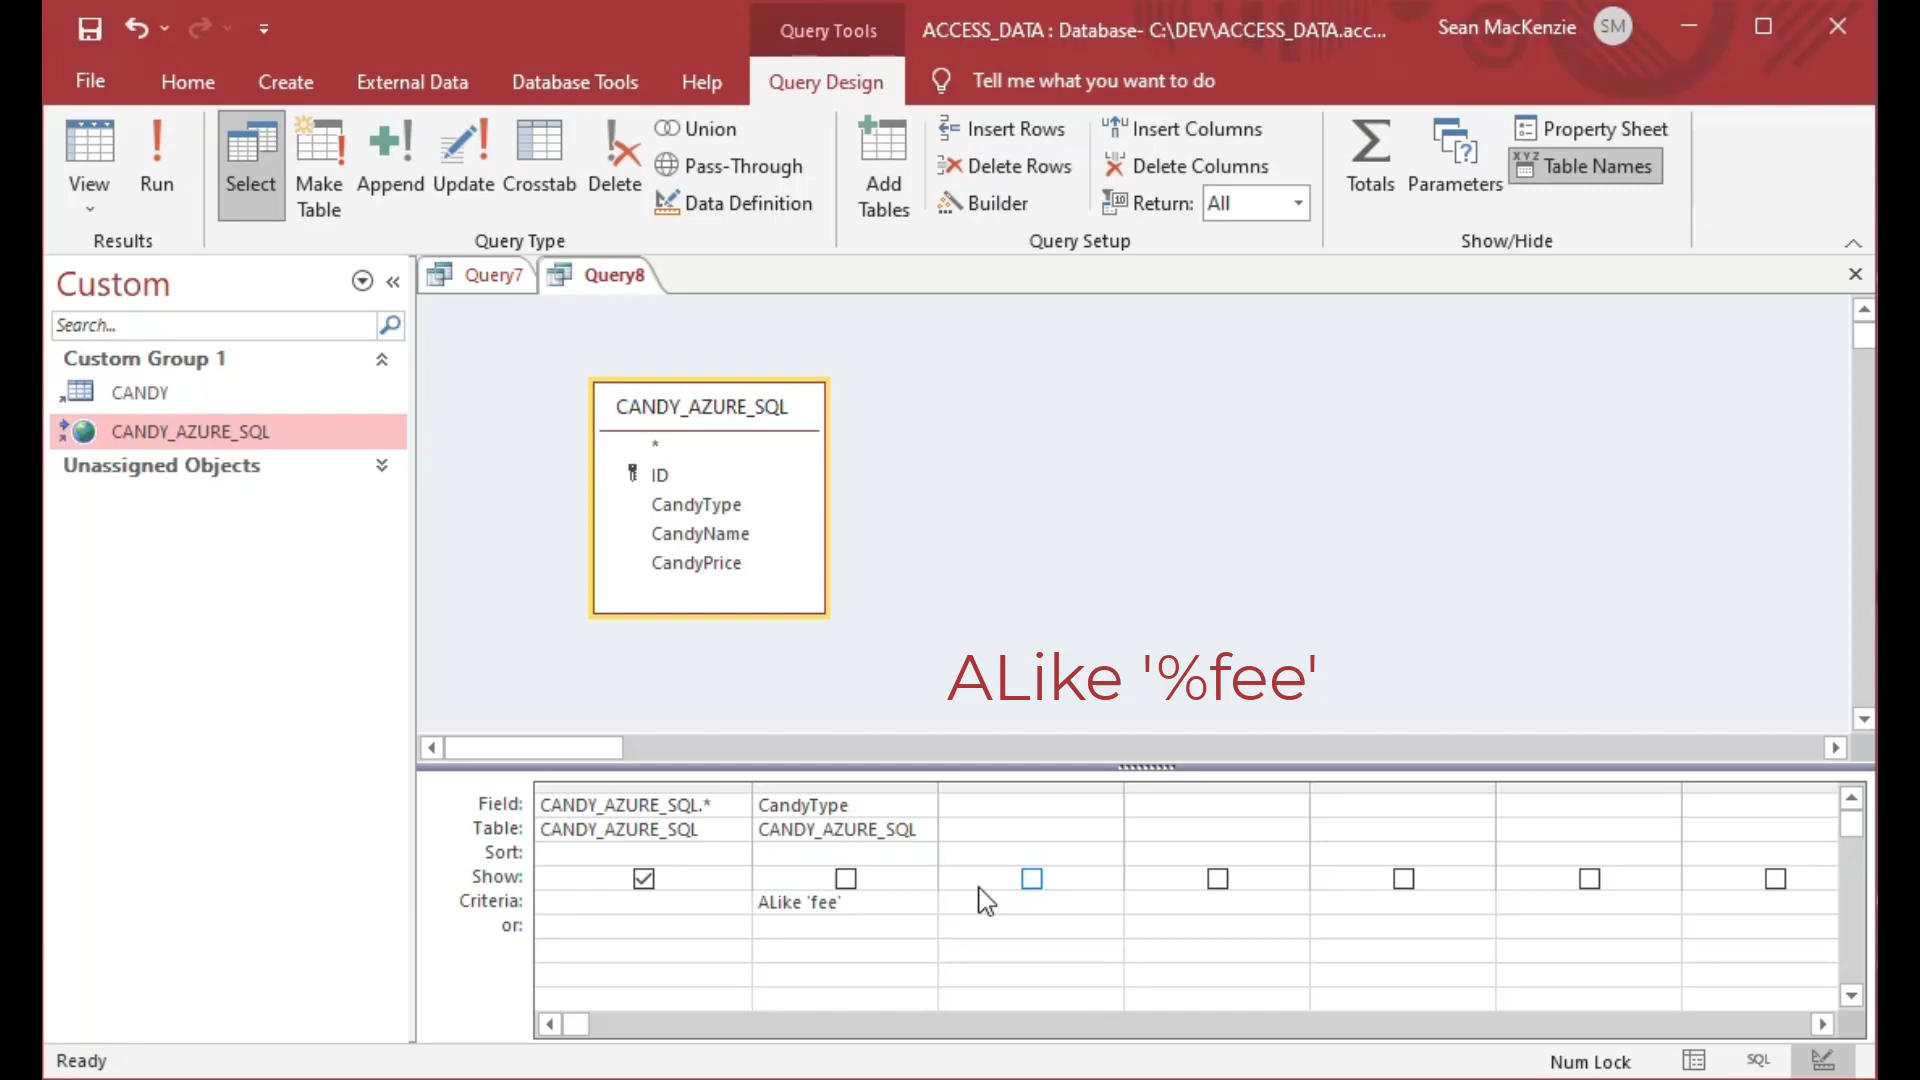 Query Tools
ACCESS_DATA : Database- C:\DEV\ACCESS_DATA.acc...
Sean MacKenzie
SM
File
Home
Create
External Data
Database Tools
Help
Query Design
Tell me what you want to do
View
Run
Results
Select
Make Table
Append
Update
Crosstab
Delete
Union
Pass-Through
Data Definition
Query Type
Add Tables
Insert Rows
Delete Rows
Builder
Insert Columns
Delete Columns
Return:
All
Query Setup
Totals
Parameters
Property Sheet
Table Names
Show/Hide
Custom
Search...
Custom Group 1
CANDY
CANDY_AZURE_SQL
Unassigned Objects
Query7
Query8
CANDY_AZURE_SQL
*
ID
CandyType
CandyName
CandyPrice
ALike '%fee'
Field: CANDY_AZURE_SQL.* CandyType
Table: CANDY_AZURE_SQL CANDY_AZURE_SQL
Sort:
Show:
Criteria: ALike 'fee'
or:
Ready
Num Lock
SQL